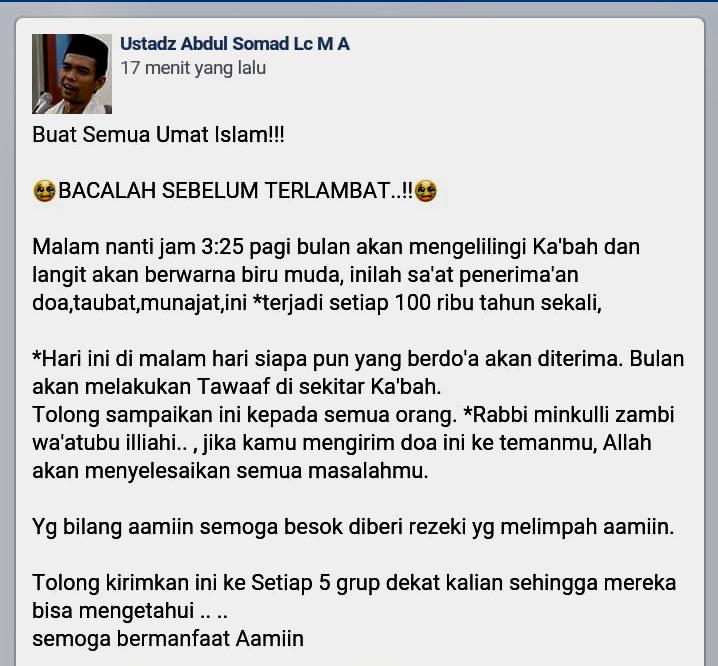 Ustadz Abdul Somad Lc M A
17 menit yang lalu
Buat Semua Umat Islam!!!
😢BACALAH SEBELUM TERLAMBAT..!!😢
Malam nanti jam 3:25 pagi bulan akan mengelilingi Ka'bah dan
langit akan berwarna biru muda, inilah sa'at penerima'an
doa,taubat,munajat,ini *terjadi setiap 100 ribu tahun sekali,
*Hari ini di malam hari siapa pun yang berdo'a akan diterima. Bulan
akan melakukan Tawaaf di sekitar Ka'bah.
Tolong sampaikan ini kepada semua orang. *Rabbi minkulli zambi
wa'atubu illiahi.. , jika kamu mengirim doa ini ke temanmu, Allah
akan menyelesaikan semua masalahmu.
Yg bilang aamiin semoga besok diberi rezeki yg melimpah aamiin.
Tolong kirimkan ini ke Setiap 5 grup dekat kalian sehingga mereka
bisa mengetahui .. ..
semoga bermanfaat Aamiin